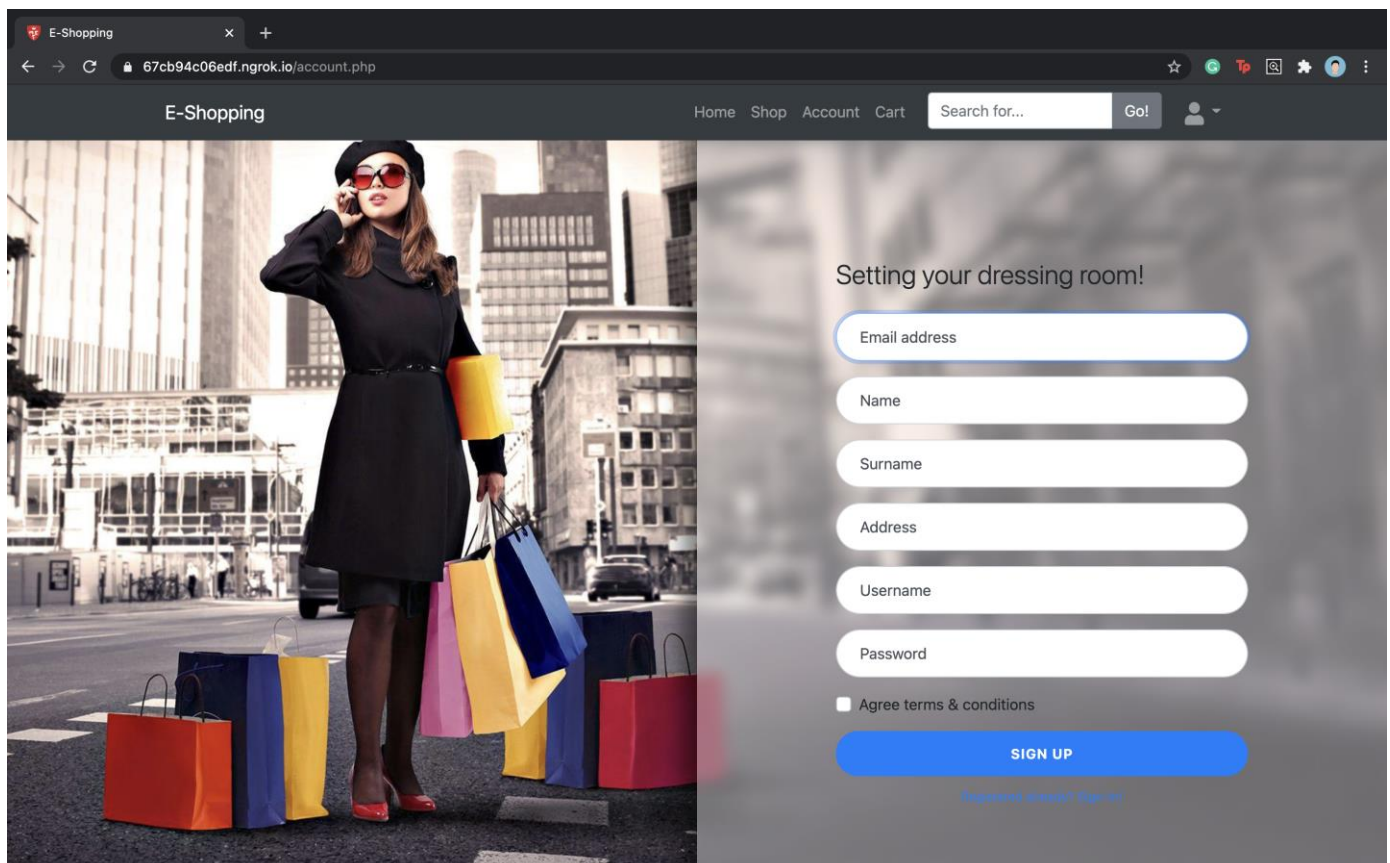 E-Shopping
67cb94c06edf.ngrok.io/account.php
E-Shopping
Home Shop Account Cart Search for... Go!
Setting your dressing room!
Email address
Name
Surname
Address
Username
Password
Agree terms & conditions
SIGN UP